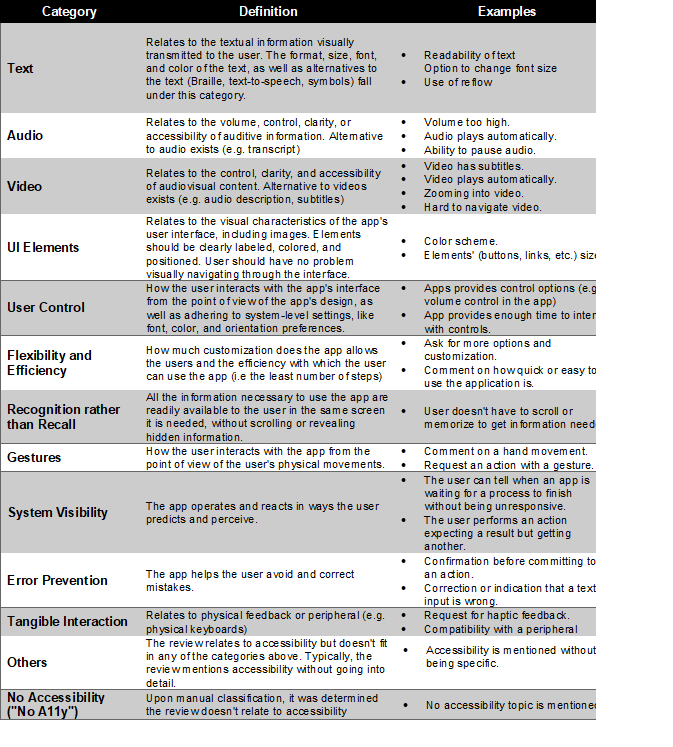 Category Definition Examples
Text
Relates to the textual information visually
transmitted to the user. The format, size, font,
and color of the text, as well as alternatives to
the text (Braille, text-to-speech, symbols) fall
under this category.
• Readability of text
Option to change font size
• Use of reflow
Audio
Relates to the volume, control, clarity, or
accessibility of auditive information. Alternative
to audio exists (e.g. transcript)
• Volume too high.
• Audio plays automatically.
• Ability to pause audio.
Video
Relates to the control, clarity, and accessibility
of audiovisual content. Alternative to videos
exists (e.g. audio description, subtitles)
• Video has subtitles.
• Video plays automatically.
• Zooming into video.
• Hard to navigate video.
UI Elements
Relates to the visual characteristics of the app's
user interface, including images. Elements
should be clearly labeled, colored, and
positioned. User should have no problem
visually navigating through the interface.
• Color scheme.
• Elements' (buttons, links, etc.) size
User Control
How the user interacts with the app's interface
from the point of view of the app's design, as
well as adhering to system-level settings, like
font, color, and orientation preferences.
• Apps provides control options (e.g
volume control in the app)
• App provides enough time to inter
with controls.
Flexibility and
Efficiency
How much customization does the app allow
the users and the efficiency with which the user
can use the app (i.e the least number of steps)
• Ask for more options and
customization.
• Comment on how quick or easy to
use the application is.
Recognition rather
than Recall
All the information necessary to use the app are
readily available to the user in the same screen
it is needed, without scrolling or revealing
hidden information.
• User doesn't have to scroll or
memorize to get information need
Gestures
How the user interacts with the app from the
point of view of the user's physical movements.
• Comment on a hand movement.
• Request an action with a gesture.
System Visibility
The app operates and reacts in ways the user
predicts and perceive.
• The user can tell when an app is
waiting for a process to finish
without being unresponsive.
• The user performs an action
expecting a result but getting
another.
Error Prevention
The app helps the user avoid and correct
mistakes.
• Confirmation before committing to
an action.
• Correction or indication that a text
input is wrong.
Tangible Interaction
Relates to physical feedback or peripheral (e.g.
physical keyboards)
• Request for haptic feedback.
• Compatibility with a peripheral
Others
The review relates to accessibility but doesn't fit
in any of the categories above. Typically, the
review mentions accessibility without going into
detail.
• Accessibility is mentioned without
being specific.
No Accessibility
("No A11y")
Upon manual classification, it was determined
the review doesn't relate to accessibility
• No accessibility topic is mentioned